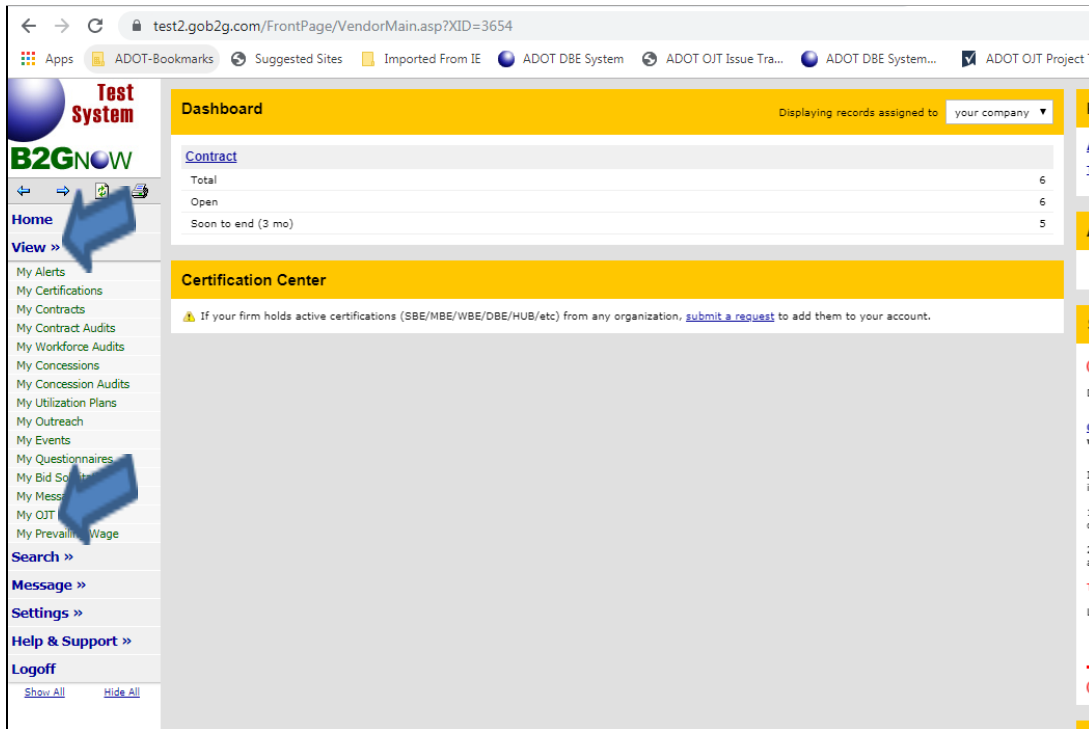 test2.gob2g.com/FrontPage/VendorMain.asp?XID=3654
Apps ADOT-Bookmarks Suggested Sites Imported From IE ADOT DBE System ADOT OJT Issue Tra... ADOT DBE System... ADOT OJT Project
Test
System
B2GNOW
Home
View »
My Alerts
My Certifications
My Contracts
My Contract Audits
My Workforce Audits
My Concessions
My Concession Audits
My Utilization Plans
My Outreach
My Events
My Questionnaires
My Bid
My
My OJT
My Wage
Search »
Message »
Settings »
Help & Support »
Logoff
Show All Hide All
Dashboard Displaying records assigned to your company
Contract
Total 6
Open 6
Soon to end (3 mo) 5
Certification Center
If your firm holds active certifications (SBE/MBE/WBE/DBE/HUB/etc) from any organization, submit a request to add them to your account.